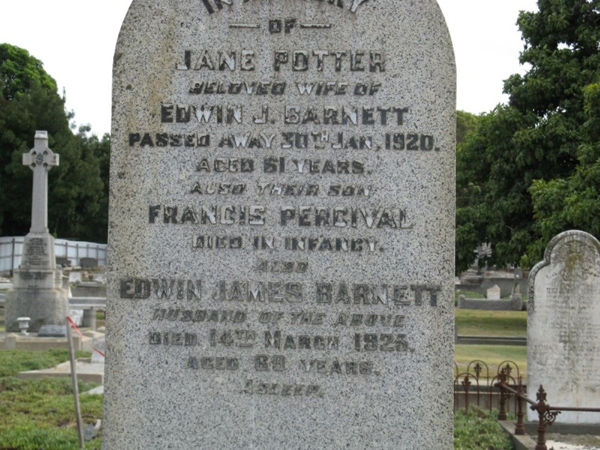 IN MEMORY
OF
JANE POTTER
BELOVED WIFE OF
EDWIN J. BARNETT
PASSED AWAY 30TH JAN. 1920.
AGED 61 YEARS.
ALSO THEIR SON
FRANCIS PERCIVAL
DIED IN INFANCY.
ALSO
EDWIN JAMES BARNETT
HUSBAND OF THE ABOVE
DIED 14TH MARCH
AGED 69 YEARS.
ASLEEP.